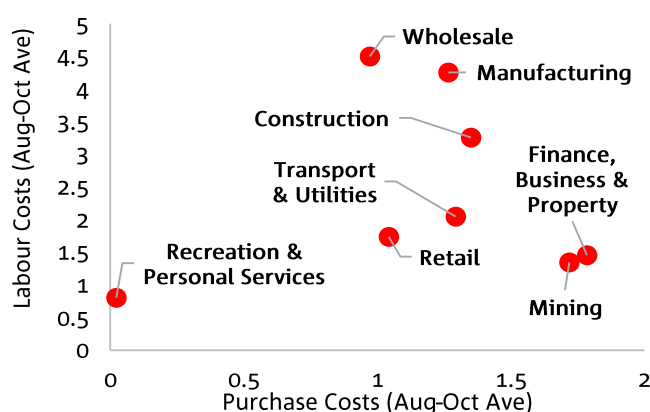 Labour Costs (Aug-Oct Ave)
5
4.5
4
3.5
3
2.5
2
1.5
1
0.5
0
Wholesale
Manufacturing
Construction
Finance,
Business &
Property
Transport
& Utilities
Retail
Recreation &
Personal Services
Mining
0
0.5
1
1.5
2
Purchase Costs (Aug-Oct Ave)